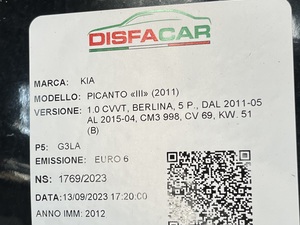 DISFACAR
MARCA: KIA
MODELLO: PICANTO «III» (2011)
VERSIONE: 1.0 CVVT, BERLINA, 5 P., DAL 2011-05
AL 2015-04, CM3 998, CV 69, KW. 51
(B)
P5: G3LA
EMISSIONE EURO 6
NS: 1769/2023
DATA:13/09/2023 17:20:00
ANNO IMM: 2012